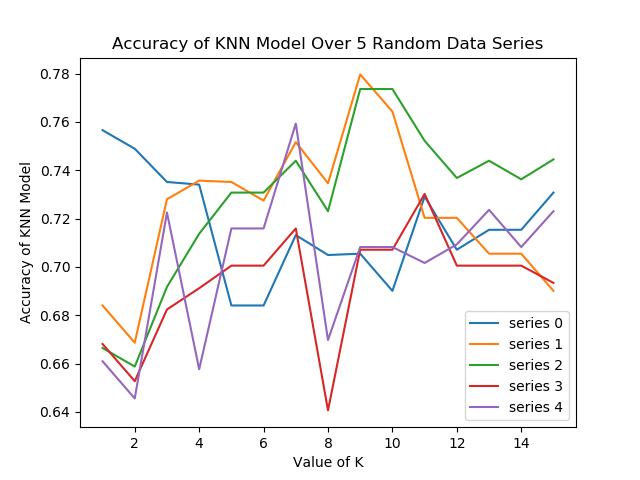 Accuracy of KNN Model Over 5 Random Data Series
0.78
0.76
0.74
0.72
0.70
0.68
0.66
0.64
Accuracy of KNN Model
series 0
series 1
series 2
series 3
series 4
2 4 6 8 10 12 14
Value of K